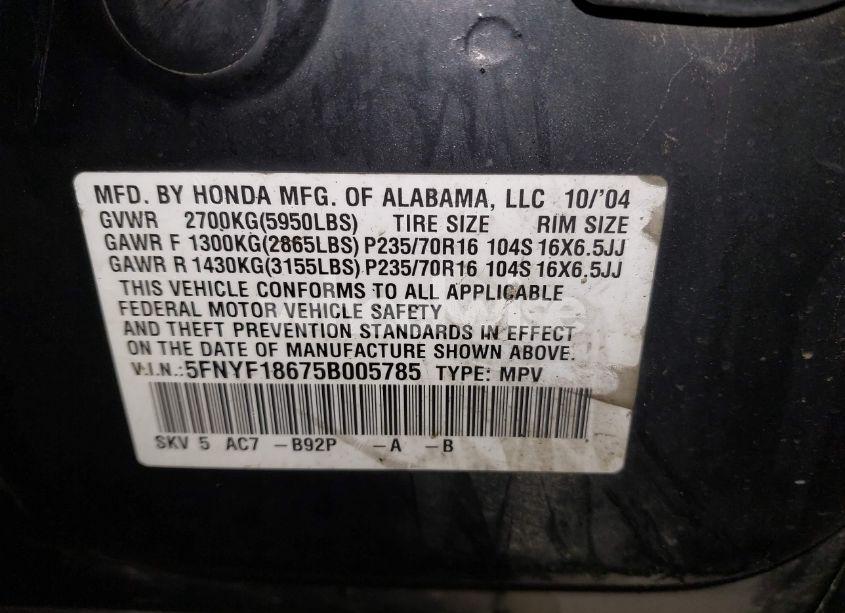 MFD. BY HONDA MFG. OF ALABAMA, LLC 10/'04
GVWR 2700KG(5950LBS) TIRE SIZE RIM SIZE
GAWR F 1300KG(2865LBS) P235/70R16 104S 16X6.5JJ
GAWR R 1430KG(3155LBS) P235/70R16 104S 16X6.5JJ
THIS VEHICLE CONFORMS TO ALL APPLICABLE
FEDERAL MOTOR VEHICLE SAFETY
AND THEFT PREVENTION STANDARDS IN EFFECT
ON THE DATE OF MANUFACTURE SHOWN ABOVE.
V.I.N.: 5FNYF18675B005785 TYPE: MPV
SKV 5 AC7 -B92P -A -B